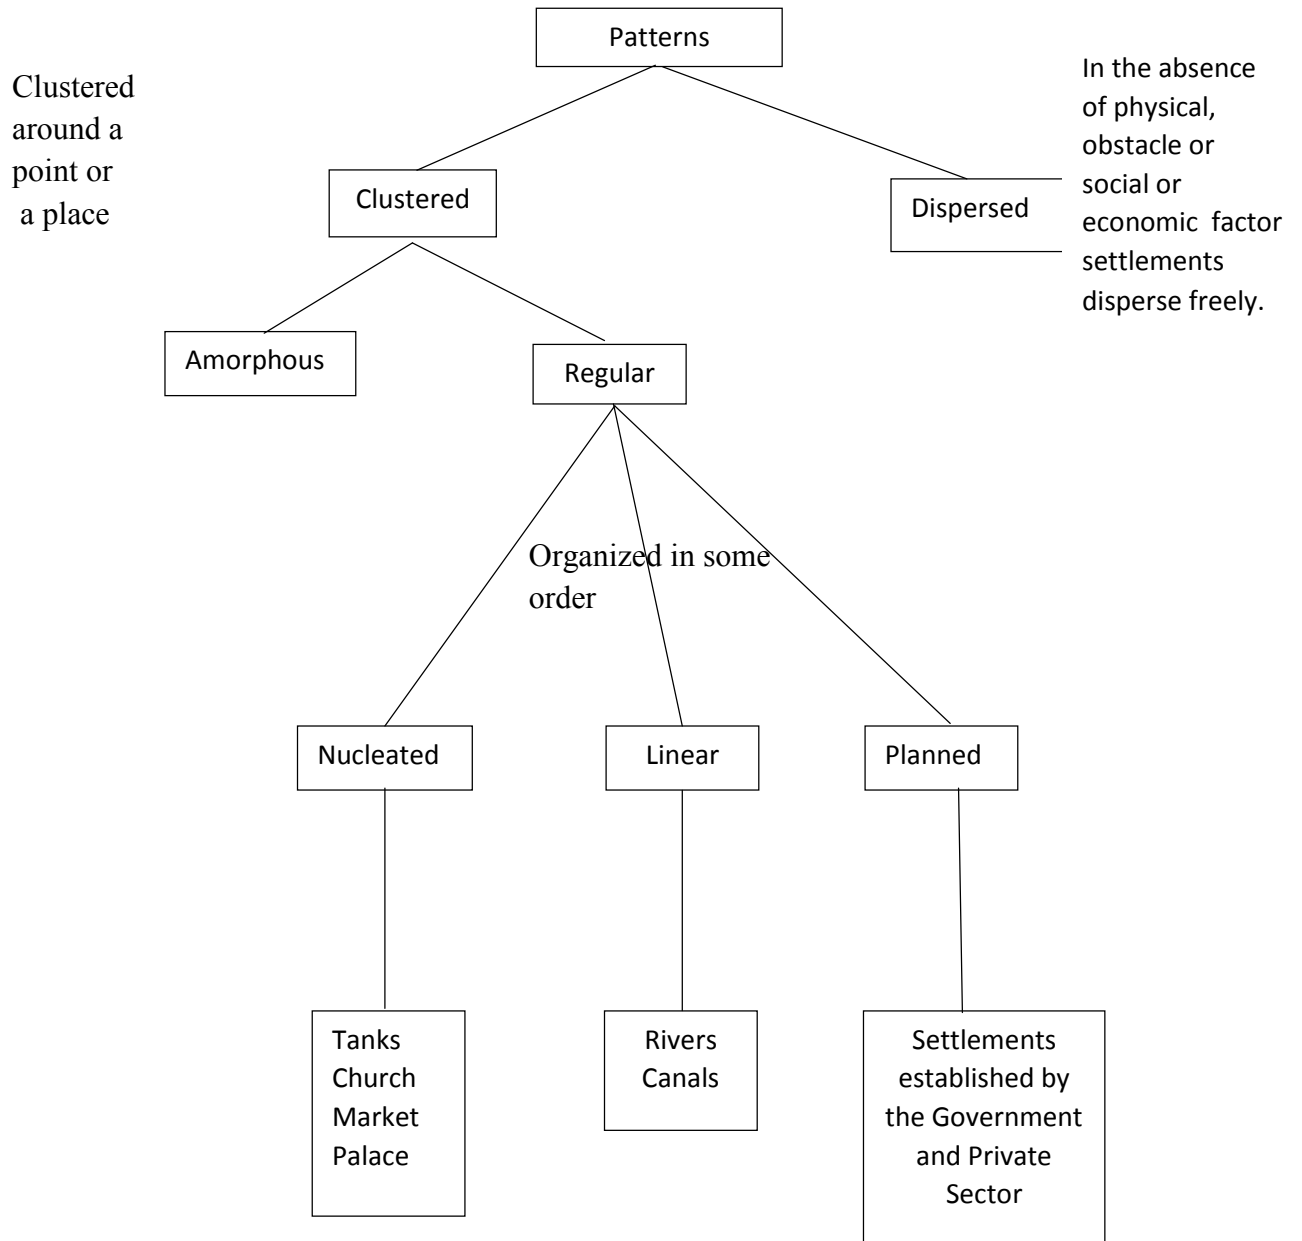 Patterns
Clustered
around a
point or
a place
In the absence
of physical,
obstacle or
social or
economic factor
settlements
disperse freely.
Clustered
Dispersed
Amorphous
Regular
Organized in some
order
Nucleated
Linear
Planned
Tanks
Church
Market
Palace
Rivers
Canals
Settlements
established by
the Government
and Private
Sector